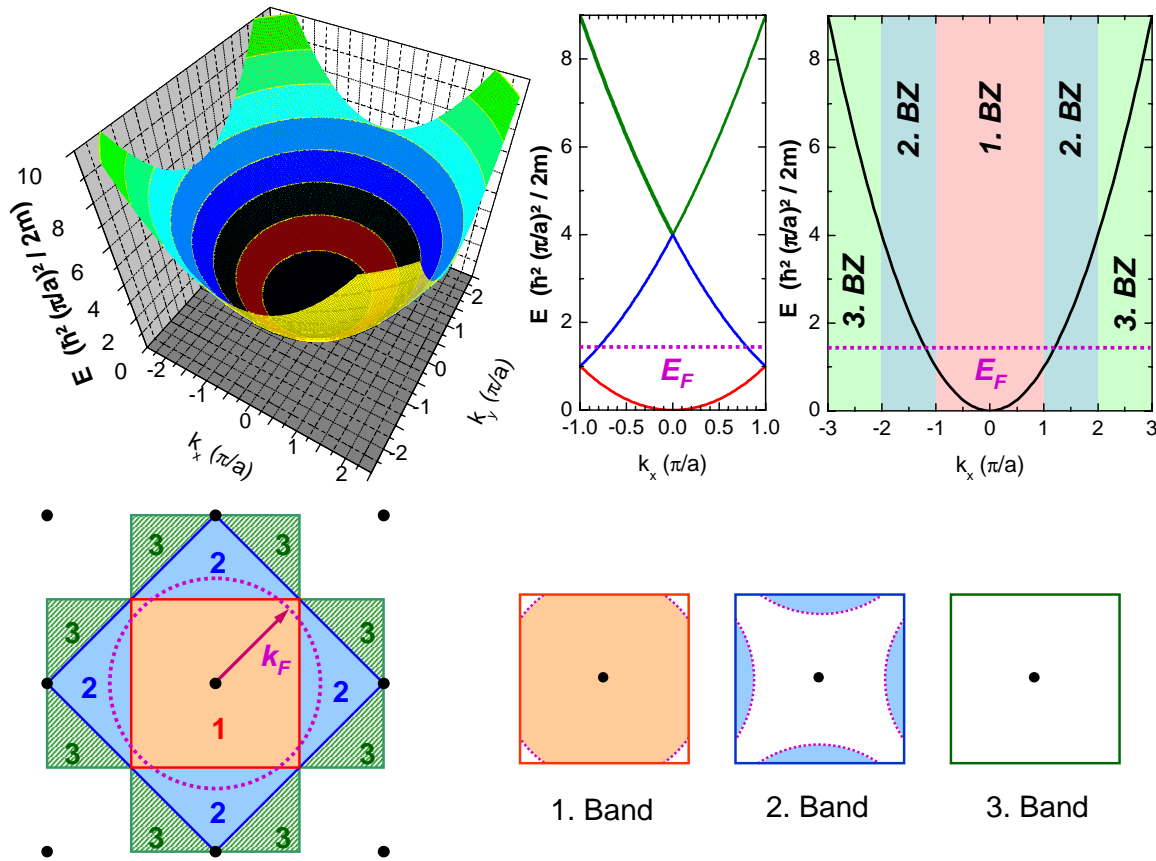 E (ħ² (π/a)² / 2m)
10
8
6
4
2
0
-2
-1
0
1
2
kx (π/a)
2
1
0
-1
-2
ky (π/a)
E (ħ² (π/a)² / 2m)
8
6
4
2
0
EF
-1.0
-0.5
0.0
0.5
1.0
kx (π/a)
E (ħ² (π/a)² / 2m)
8
6
4
2
0
3. BZ
2. BZ
1. BZ
2. BZ
3. BZ
EF
-3
-2
-1
0
1
2
3
kx (π/a)
3
3
2
3
3
kF
2
2
1
3
3
2
3
3
1. Band
2. Band
3. Band